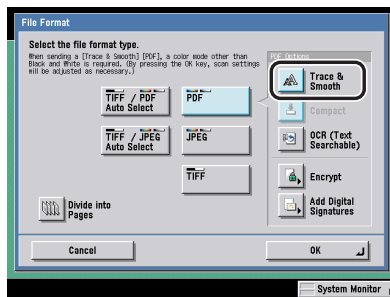 File Format
Select the file format type.
When sending a [Trace & Smooth] [PDF], a color mode other than
Black and White is required. (By pressing the OK key, scan settings
will be adjusted as necessary.)
PDF Options
TIFF / PDF
Auto Select
PDF
Trace &
Smooth
Compact
TIFF / JPEG
Auto Select
JPEG
OCR (Text
Searchable)
TIFF
Encrypt
Divide into
Pages
Add Digital
Signatures
Cancel
OK
System Monitor